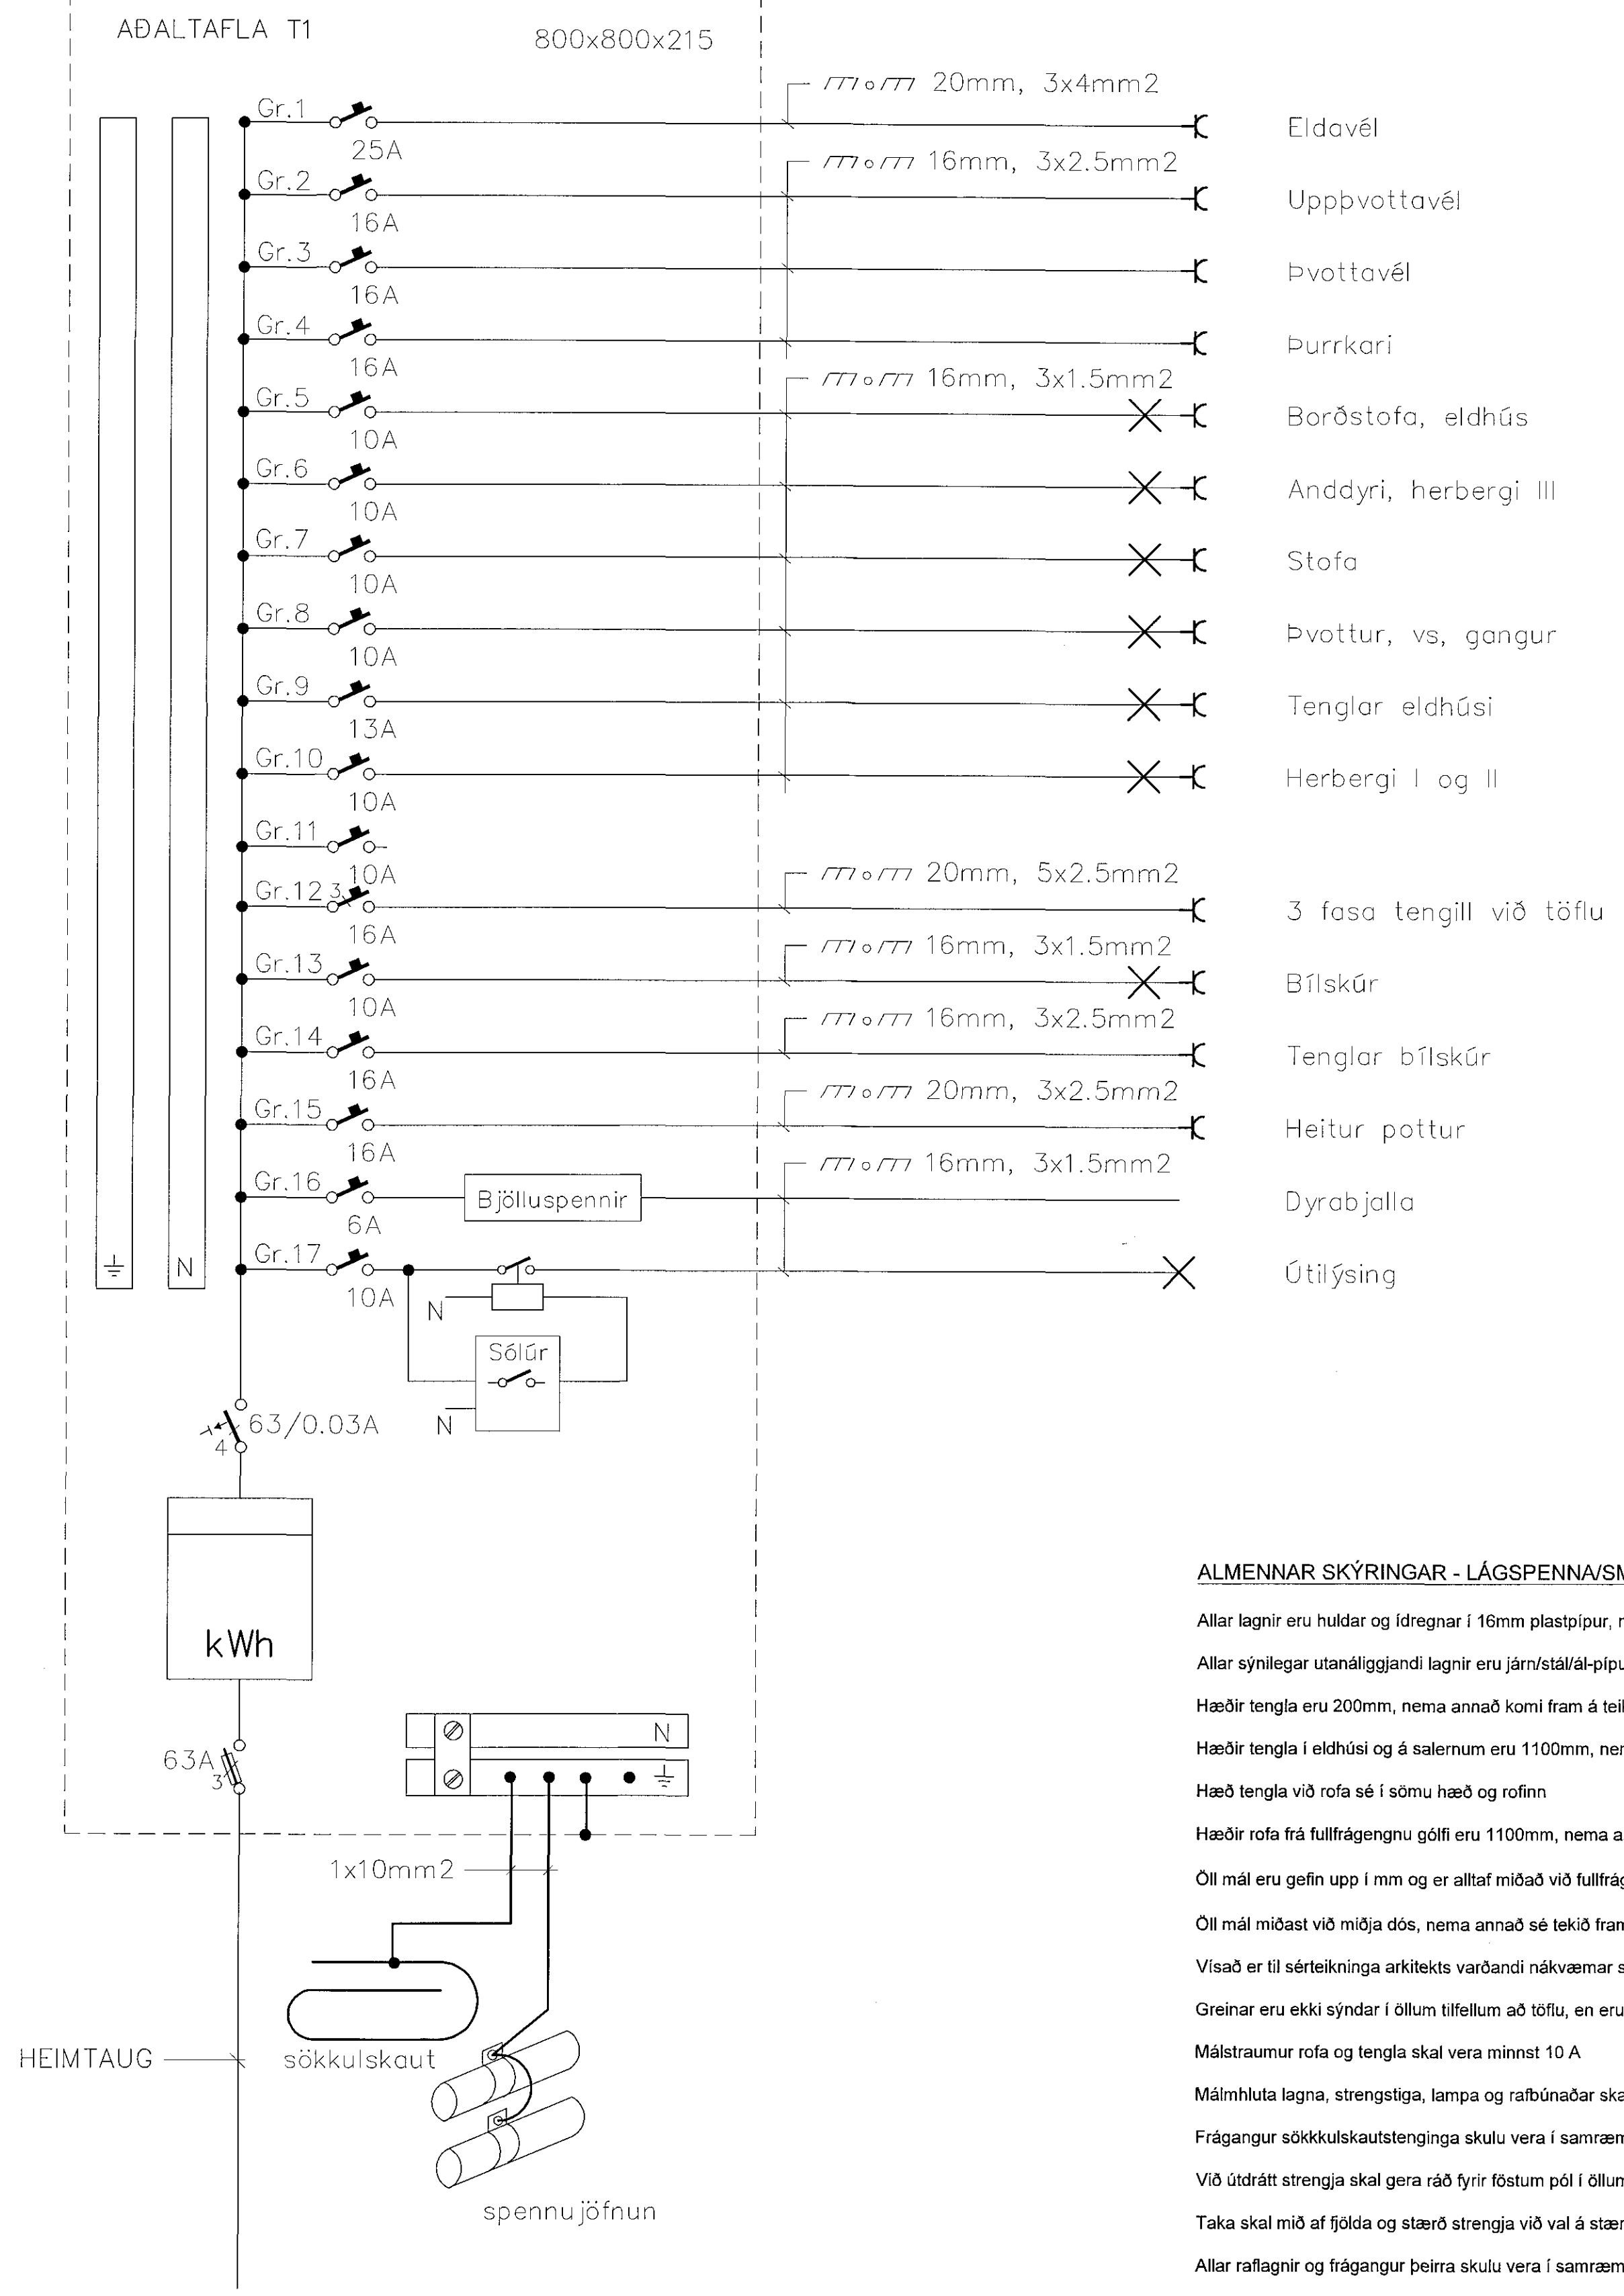 AÐALTAFLA T1
800x800x215
20mm, 3x4mm2
Gr.1
25A
Eldavél
16mm, 3x2.5mm2
Gr.2
16A
Uppþvottavél
Gr.3
16A
Þvottavél
Gr.4
16A
Þurrkari
16mm, 3x1.5mm2
Gr.5
10A
Borðstofa, eldhús
Gr.6
10A
Anddyri, herbergi III
Gr.7
10A
Stofa
Gr.8
10A
Þvottur, vs, gangur
Gr.9
13A
Tenglar eldhúsi
Gr.10
10A
Herbergi I og II
Gr.11
10A
20mm, 5x2.5mm2
Gr.12 3
16A
3 fasa tengill við töflu
16mm, 3x1.5mm2
Gr.13
10A
Bílskúr
16mm, 3x2.5mm2
Gr.14
16A
Tenglar bílskúr
20mm, 3x2.5mm2
Gr.15
16A
Heitur pottur
16mm, 3x1.5mm2
Gr.16
6A
Bjölluspennir
Dyrabjalla
Gr.17
10A
Útilýsing
N
N
Sólúr
N
63/0.03A
4
kWh
63A
3
N
1x10mm2
HEIMTAUG
sökkulskaut
spennujöfnun
ALMENNAR SKÝRINGAR - LÁGSPENNA/SM
Allar lagnir eru huldar og ídregnar í 16mm plastpípur, 
Allar sýnilegar utanáliggjandi lagnir eru járn/stál/ál-pípu
Hæðir tengla eru 200mm, nema annað komi fram á teik
Hæðir tengla í eldhúsi og á salernum eru 1100mm, nem
Hæð tengla við rofa sé í sömu hæð og rofinn
Hæðir rofa frá fullfrágengnu gólfi eru 1100mm, nema a
Öll mál eru gefin upp í mm og er alltaf miðað við fullfrág
Öll mál miðast við miðja dós, nema annað sé tekið fram
Vísað er til sérteikninga arkitekts varðandi nákvæmar s
Greinar eru ekki sýndar í öllum tilfellum að töflu, en eru
Málstraumur rofa og tengla skal vera minnst 10 A
Málmhluta lagna, strengstiga, lampa og rafbúnaðar ska
Frágangur sökkkulskautstenginga skulu vera í samræm
Við útdrátt strengja skal gera ráð fyrir föstum pól í öllum
Taka skal mið af fjölda og stærð strengja við val á stær
Allar raflagnir og frágangur þeirra skulu vera í samræm